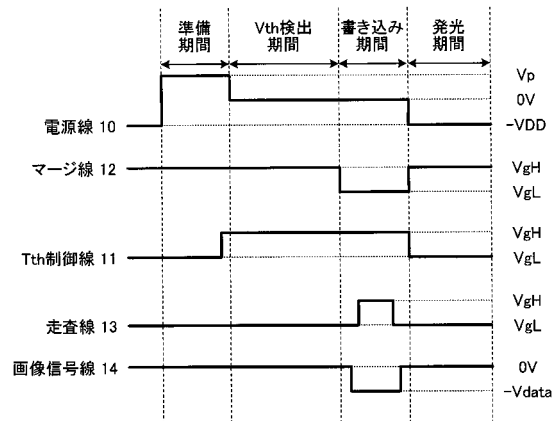 準備
期間
Vth検出
期間
書き込み
期間
発光
期間
Vp
0V
電源線 10
−VDD
マージ線 12
VgH
VgL
VgH
Tth制御線 11
VgL
VgH
走査線 13
VgL
画像信号線 14
0V
−Vdata